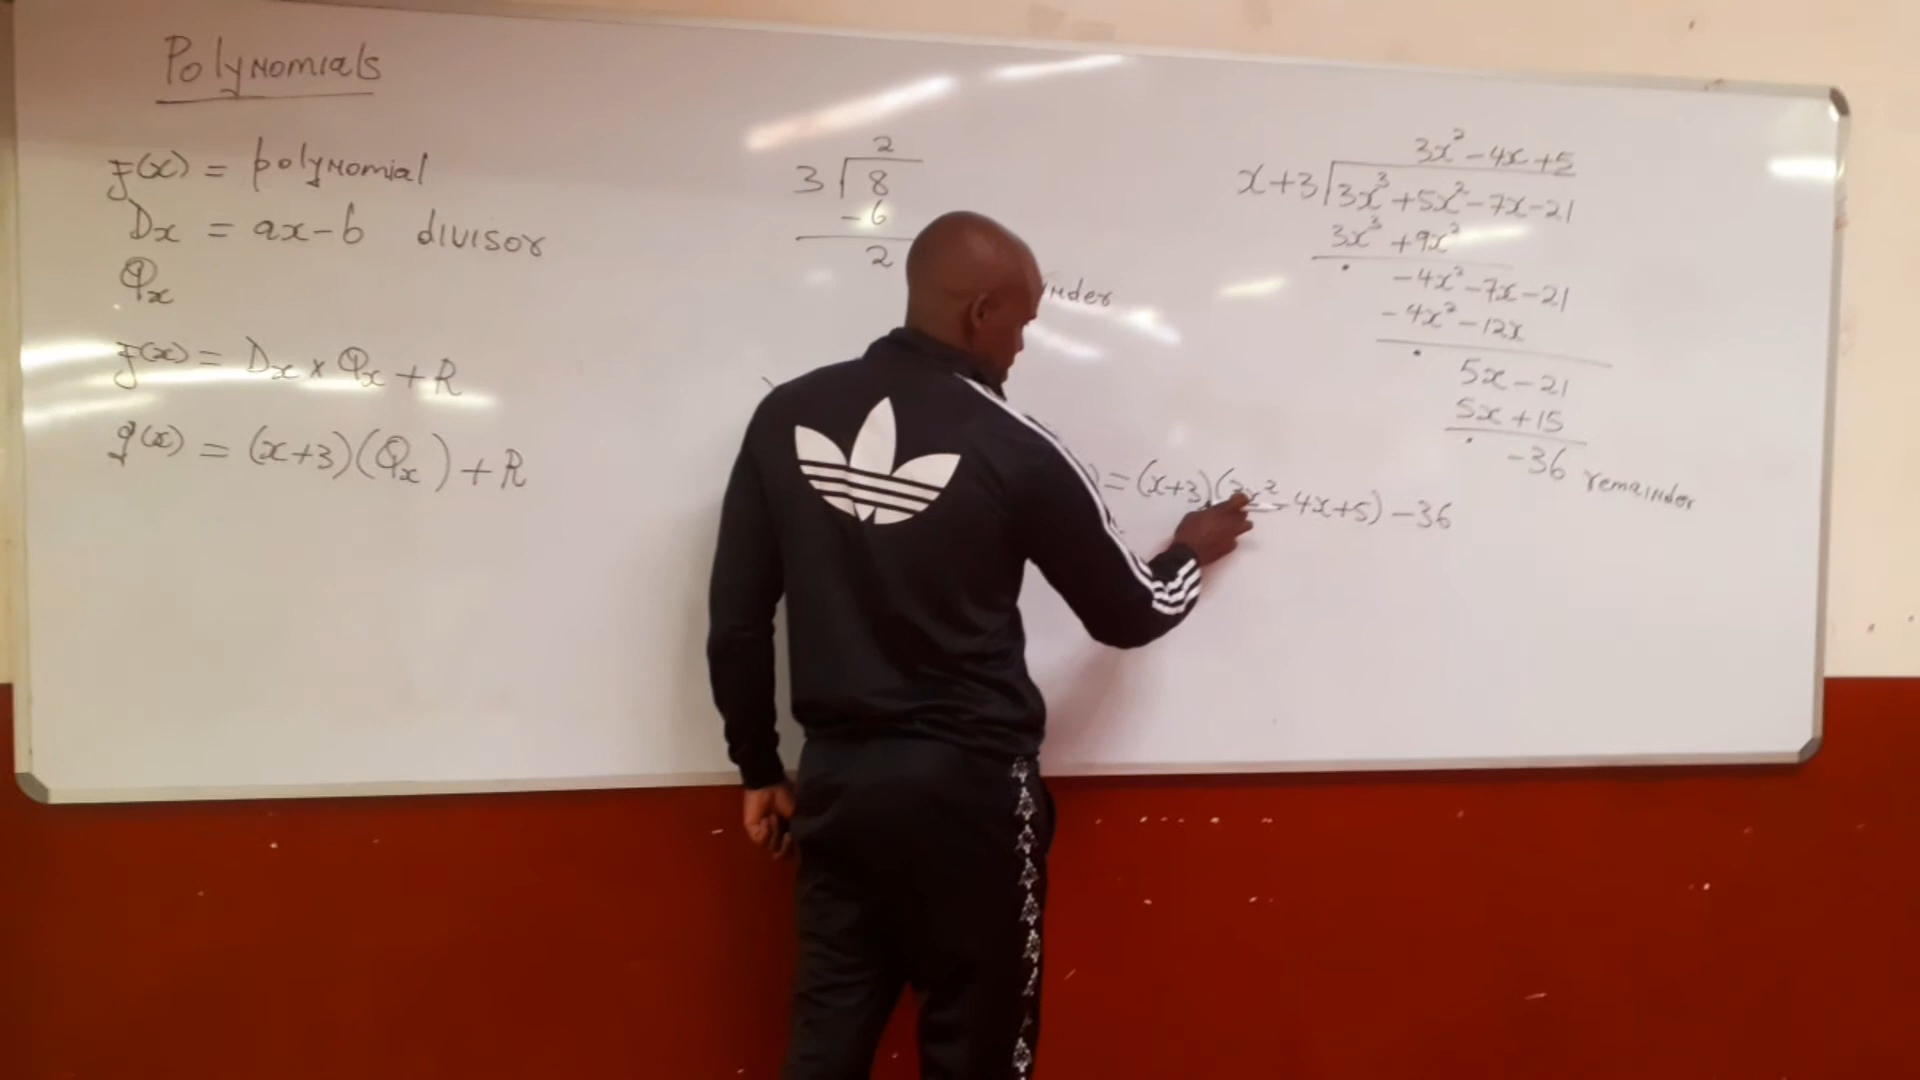 Polynomials
f(x) = polynomial
Dx = ax-b divisor
Qx
f(x) = Dx x Qx + R
g(x) = (x+3)(Qx) + R
2
3 8
-6
2
3x² - 4x + 5
x+3 3x³ + 5x² - 7x - 21
3x³ + 9x²
-4x² - 7x - 21
-4x² - 12x
5x - 21
5x + 15
-36 remainder
) = (x+3)(3x² - 4x + 5) - 36